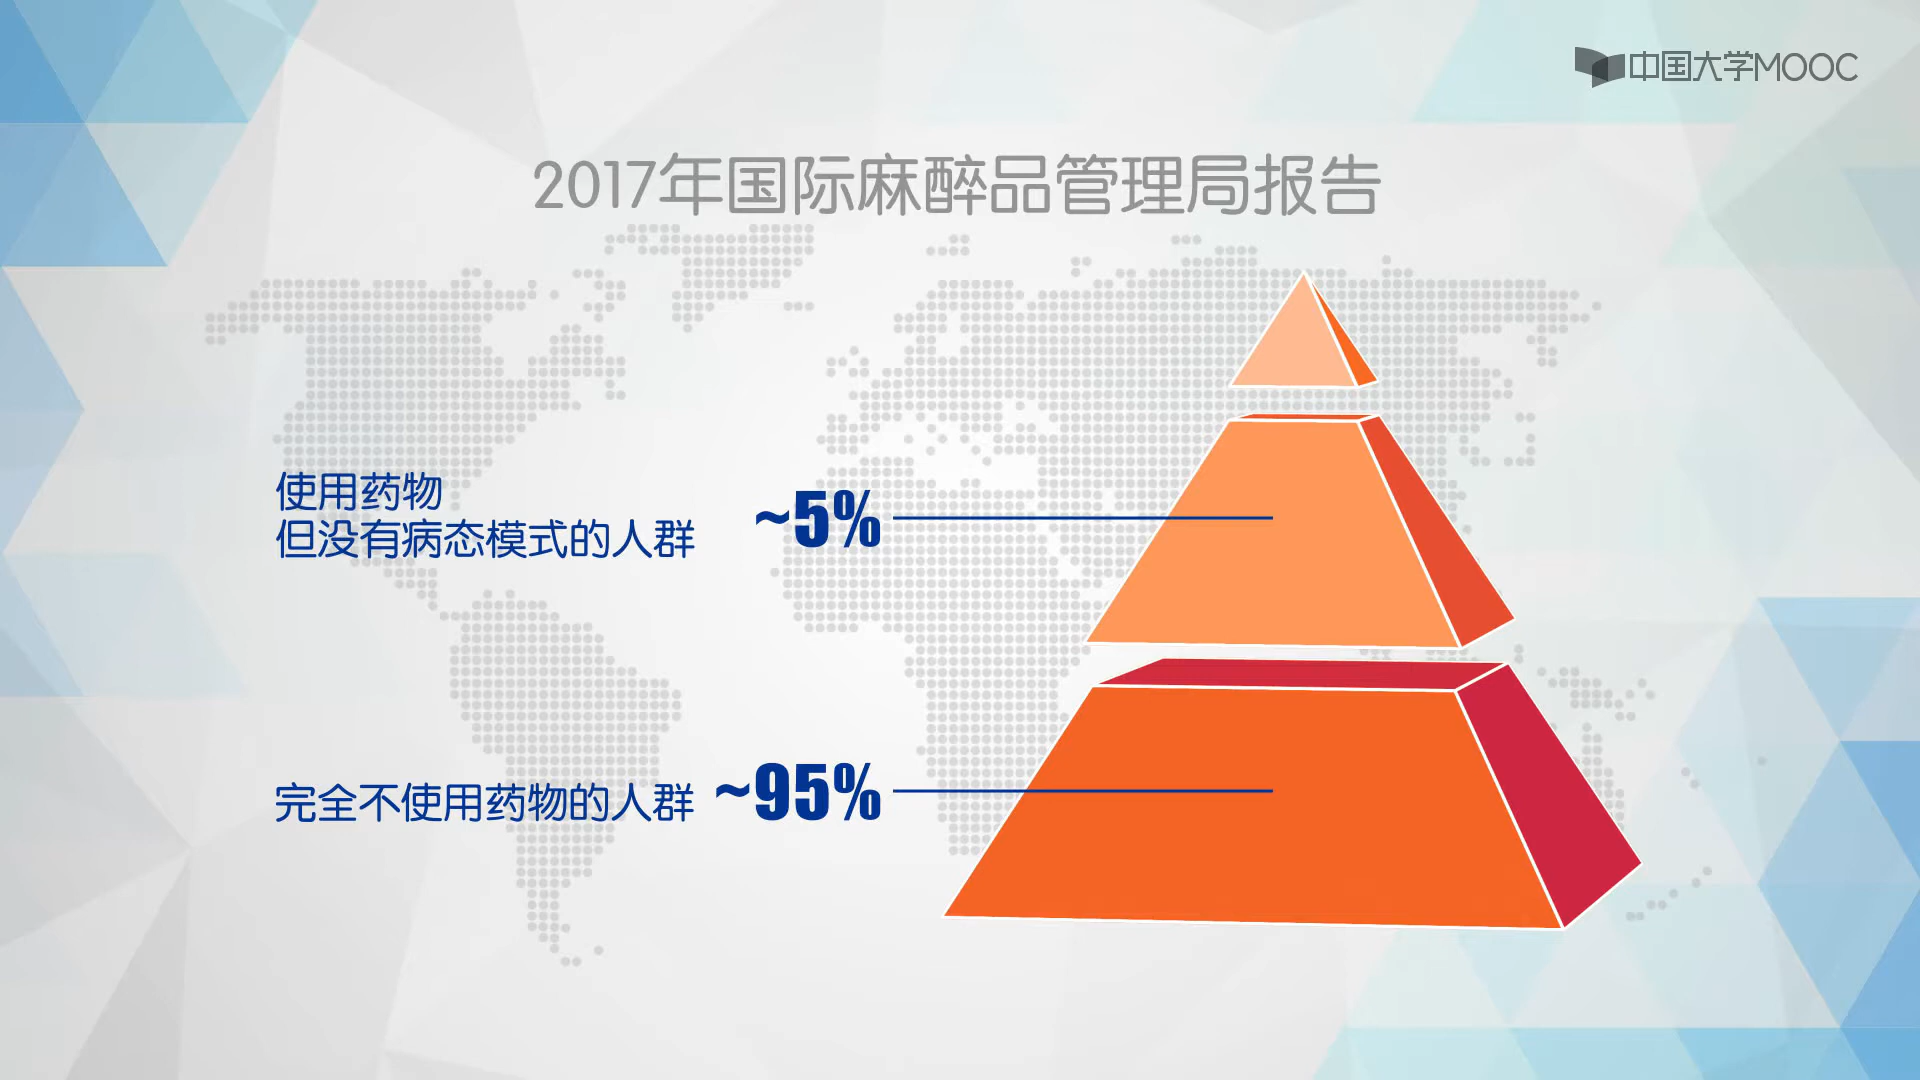 中国大学MOOC
2017年国际麻醉品管理局报告
使用药物
但没有病态模式的人群
~5%
完全不使用药物的人群
~95%